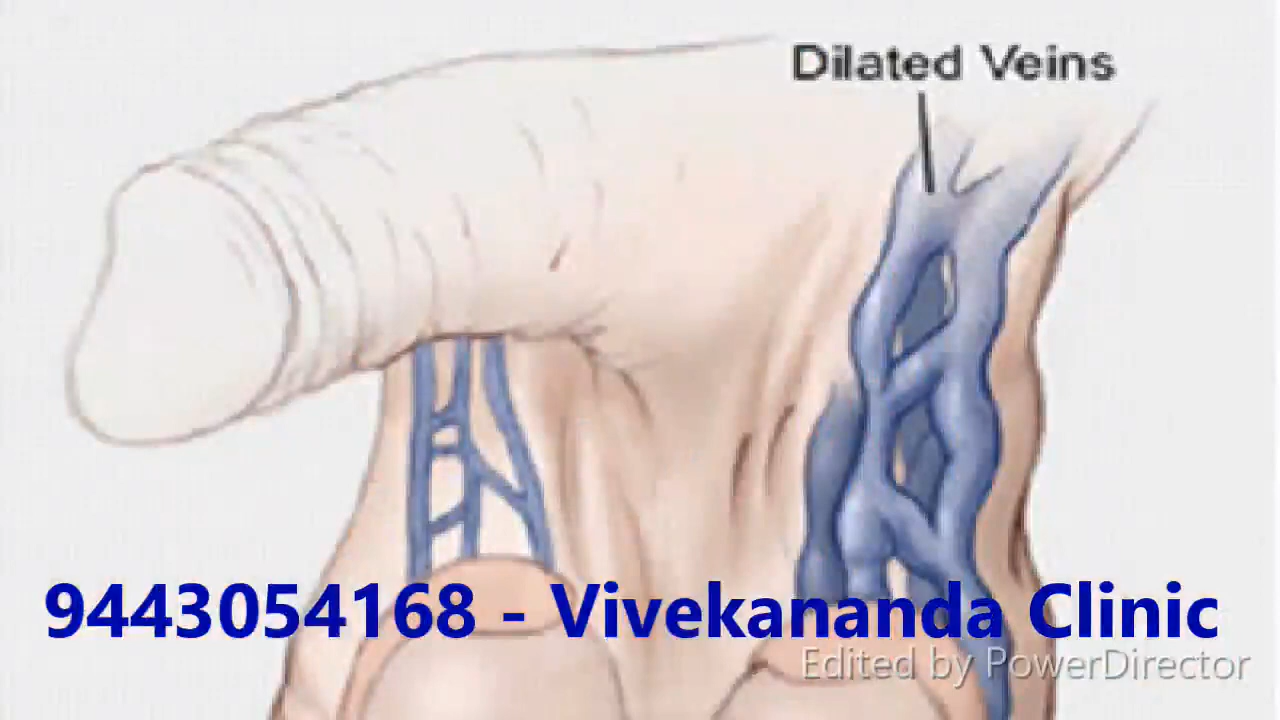 Dilated Veins
9443054168 - Vivekananda Clinic
Edited by PowerDirector